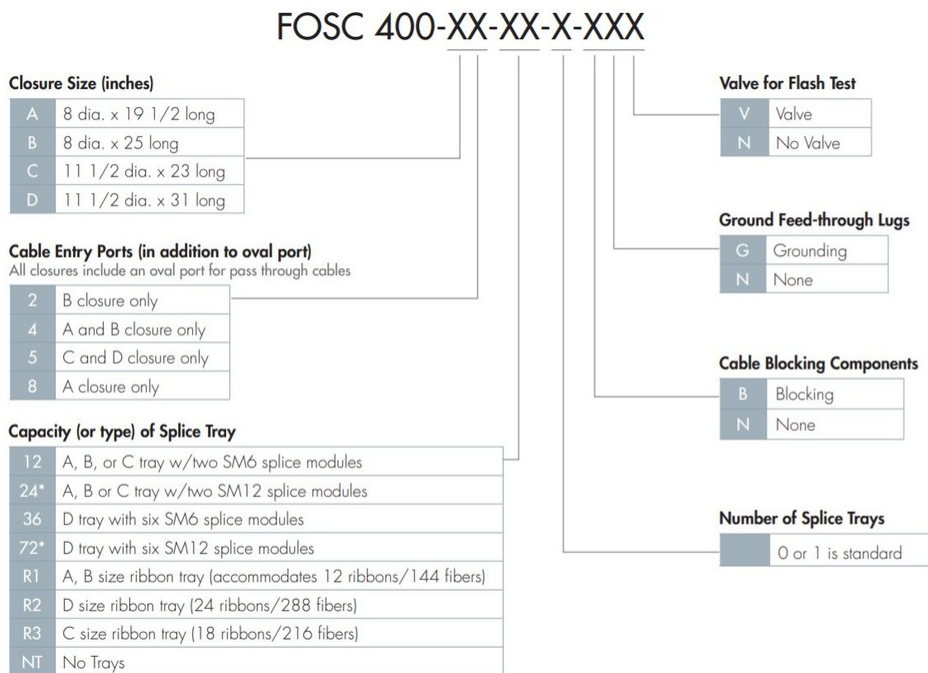 FOSC 400-XX-XX-X-XXX
Closure Size (inches)
A 8 dia. x 19 1/2 long
B 8 dia. x 25 long
C 11 1/2 dia. x 23 long
D 11 1/2 dia. x 31 long
Cable Entry Ports (in addition to oval port)
All closures include an oval port for pass through cables
2 B closure only
4 A and B closure only
5 C and D closure only
8 A closure only
Capacity (or type) of Splice Tray
12 A, B, or C tray w/two SM6 splice modules
24* A, B or C tray w/two SM12 splice modules
36 D tray with six SM6 splice modules
72* D tray with six SM12 splice modules
R1 A, B size ribbon tray (accommodates 12 ribbons/144 fibers)
R2 D size ribbon tray (24 ribbons/288 fibers)
R3 C size ribbon tray (18 ribbons/216 fibers)
NT No Trays
Valve for Flash Test
V Valve
N No Valve
Ground Feed-through Lugs
G Grounding
N None
Cable Blocking Components
B Blocking
N None
Number of Splice Trays
0 or 1 is standard